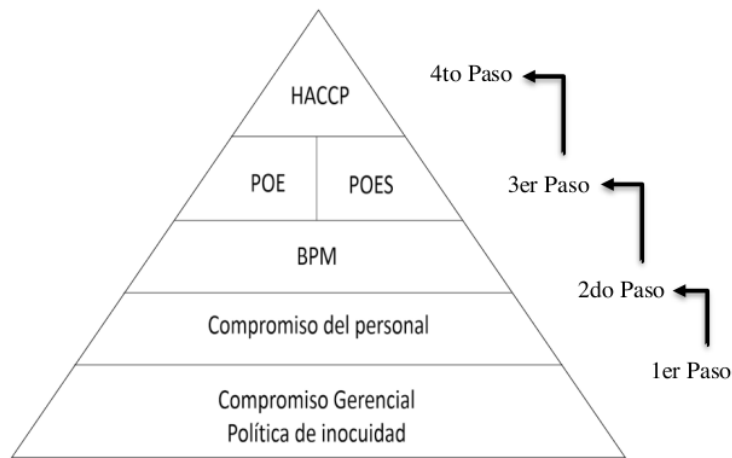 4to Paso
HACCP
POE
POES
3er Paso
BPM
2do Paso
Compromiso del personal
1er Paso
Compromiso Gerencial
Política de inocuidad